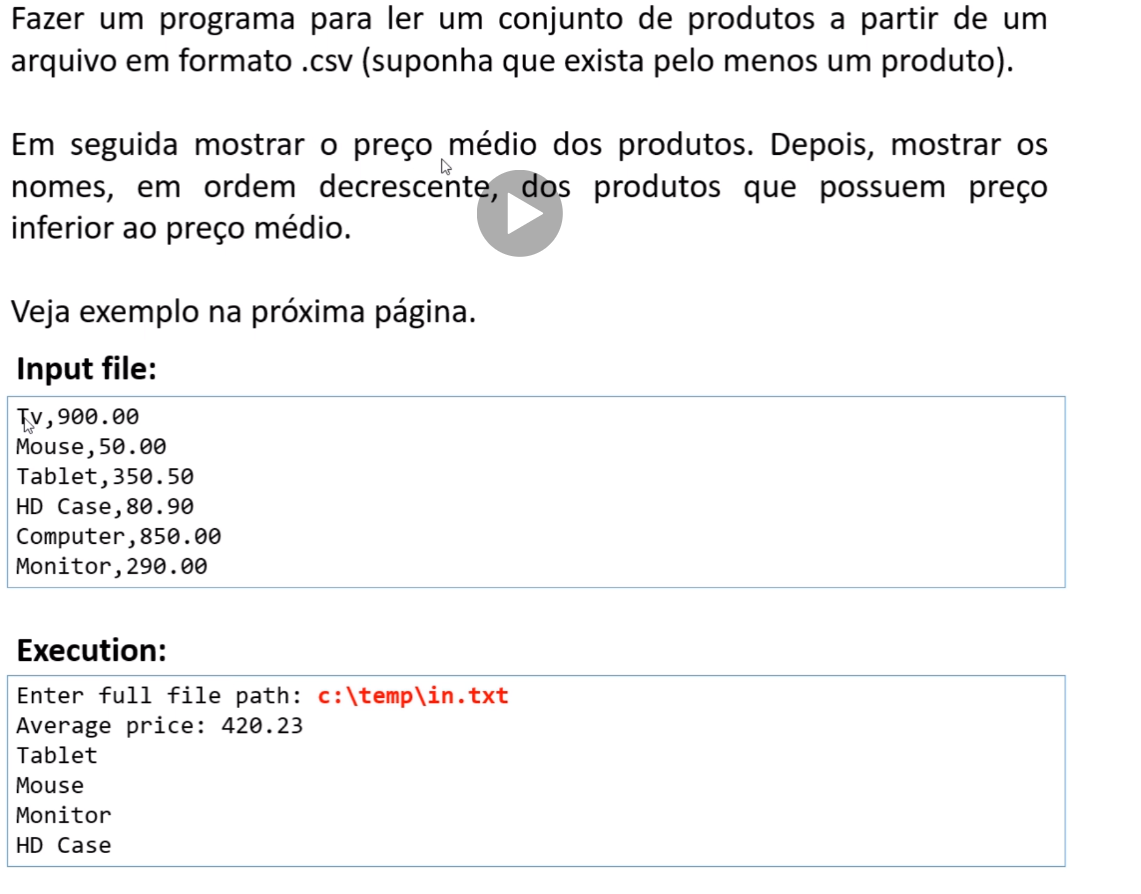 Fazer um programa para ler um conjunto de produtos a partir de um
arquivo em formato .csv (suponha que exista pelo menos um produto).
Em seguida mostrar o preço médio dos produtos. Depois, mostrar os
nomes, em ordem decrescente, dos produtos que possuem preço
inferior ao preço médio.
Veja exemplo na próxima página.
Input file:
Tv,900.00
Mouse,50.00
Tablet,350.50
HD Case,80.90
Computer,850.00
Monitor,290.00
Execution:
Enter full file path: c:\temp\in.txt
Average price: 420.23
Tablet
Mouse
Monitor
HD Case